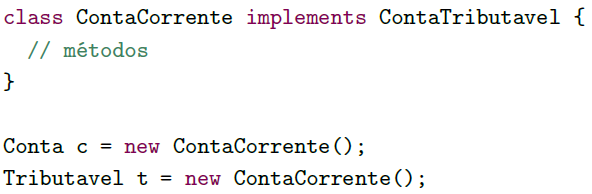 class ContaCorrente implements ContaTributavel {
// métodos
}
Conta c = new ContaCorrente();
Tributavel t = new ContaCorrente();